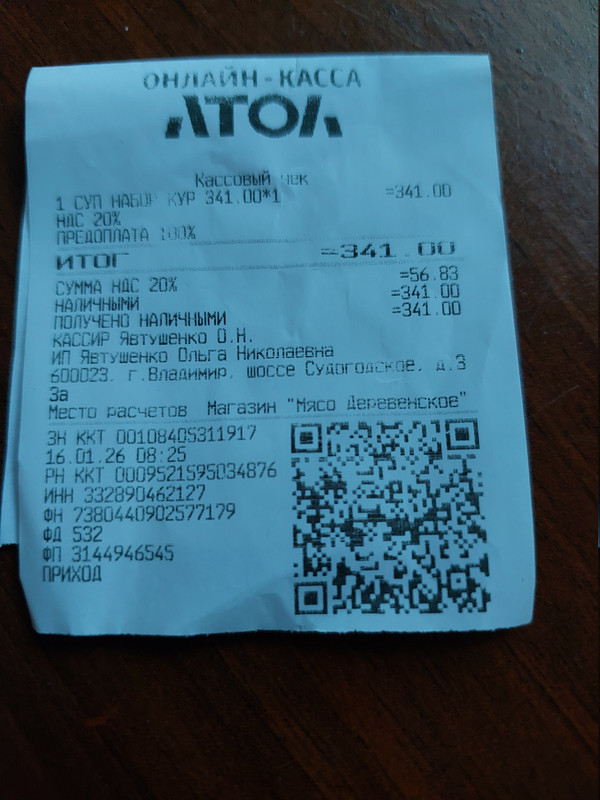 ОНЛАЙН-КАССА
АТОЛ
Кассовый чек
1 СУП НАБОР КУР 341.00*1 =341.00
НДС 20%
ПРЕДОПЛАТА 100%
ИТОГ =341.00
СУММА НДС 20% =56.83
НАЛИЧНЫМИ =341.00
ПОЛУЧЕНО НАЛИЧНЫМИ =341.00
КАССИР Явтушенко О.Н.
ИП Явтушенко Ольга Николаевна
600023. г.Владимир. шоссе Судогодское. д.3
3а
Место расчетов Магазин "Мясо Деревенское"
ЗН ККТ 00108405311917
16.01.26 08:25
РН ККТ 0009521595034876
ИНН 332890462127
ФН 7380440902577179
ФД 532
ФП 3144946545
ПРИХОД